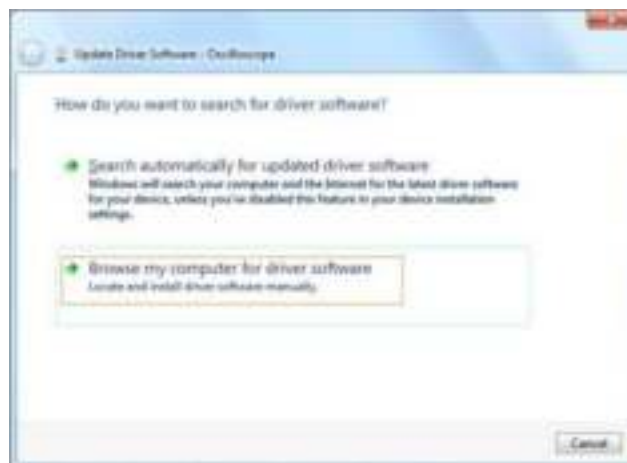 Update Driver Software - Oscilloscope
How do you want to search for driver software?
Search automatically for updated driver software
Windows will search your computer and the Internet for the latest driver software
for your device, unless you've disabled this feature in your device installation
settings.
Browse my computer for driver software
Locate and install driver software manually.
Cancel